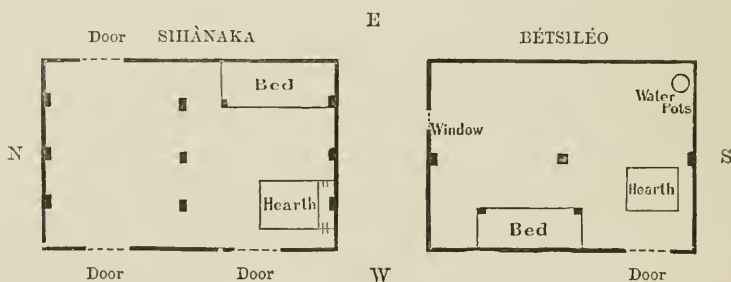 E
Door SIHÀNAKA BÉTSILÉO
Bed
Water
Pots
Window
N S
Hearth Hearth
Bed
W
Door Door Door